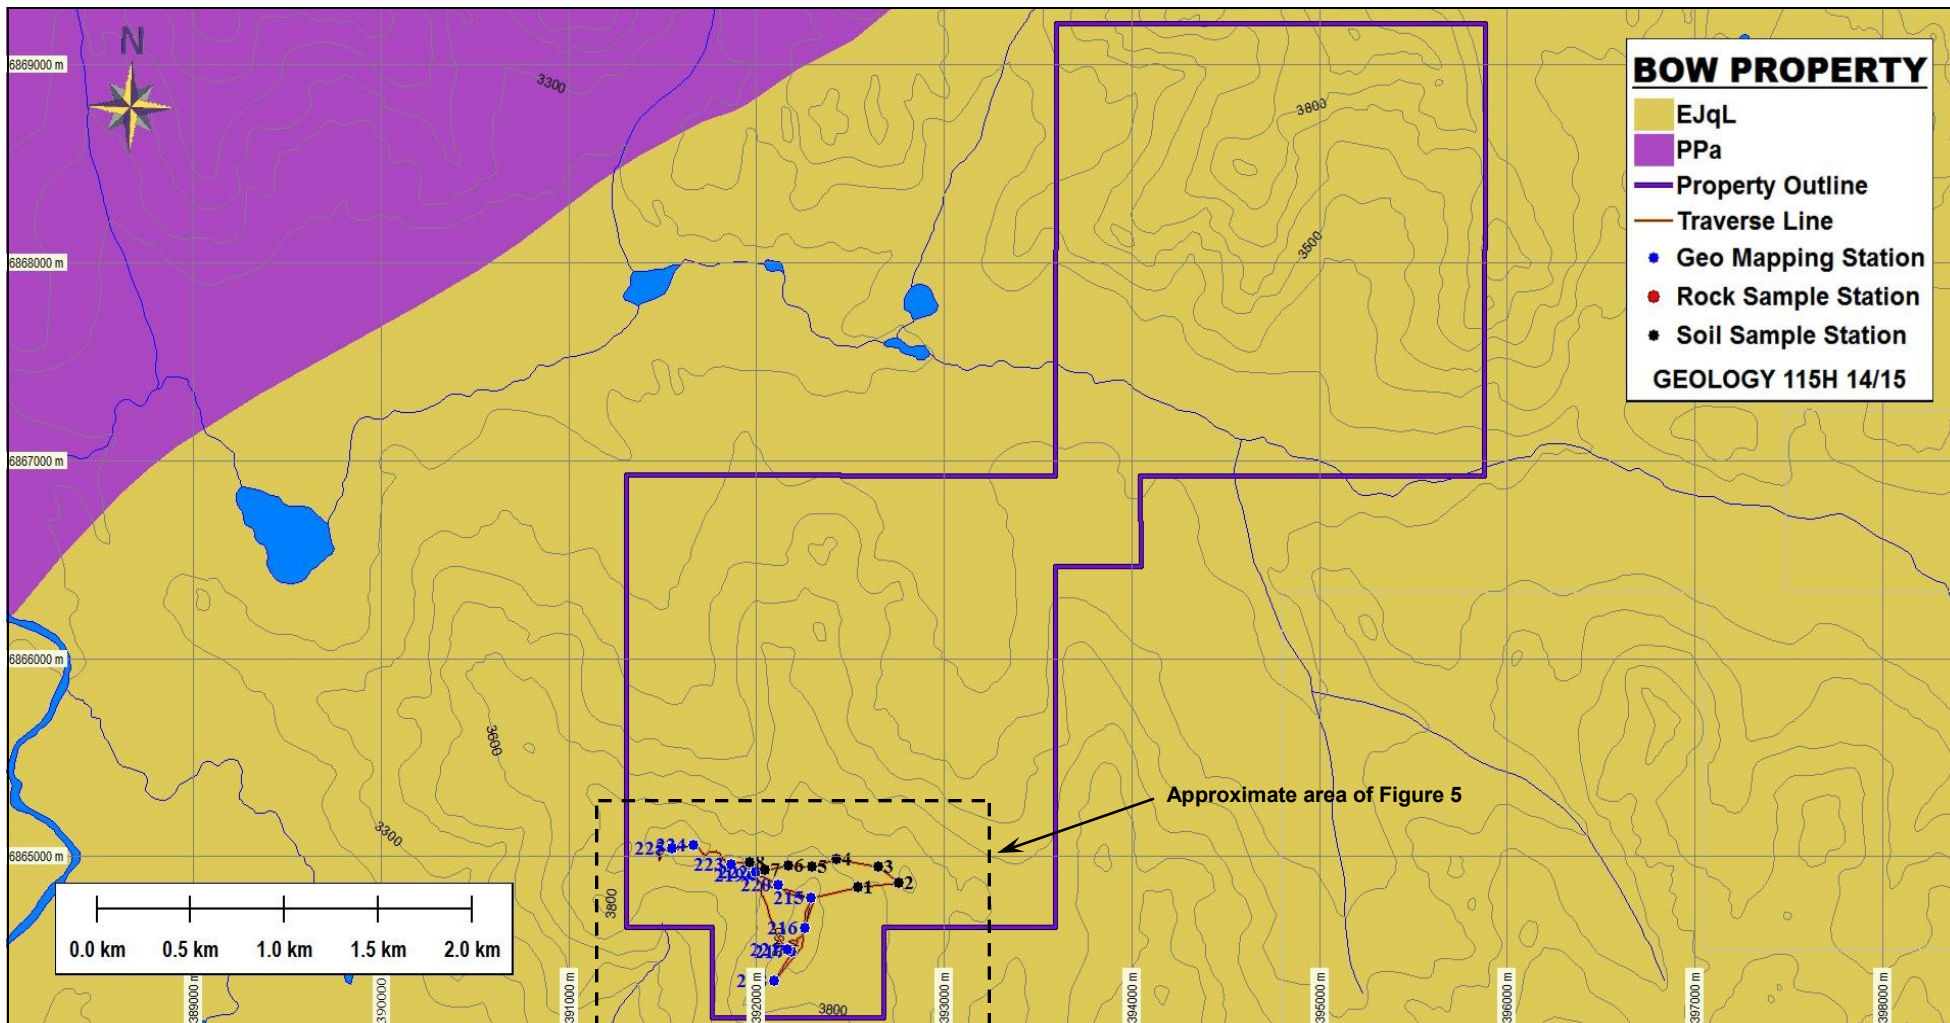 N
BOW PROPERTY
EJqL
PPa
Property Outline
Traverse Line
Geo Mapping Station
Rock Sample Station
Soil Sample Station
GEOLOGY 115H 14/15
6869000 m
6868000 m
6867000 m
6866000 m
6865000 m
3300
3800
3500
3600
3300
3800
3800
Approximate area of Figure 5
224
223
8
7
6
5
4
3
2
1
220
215
216
0.0 km 0.5 km 1.0 km 1.5 km 2.0 km
389000 m
390000
391000 m
392000 m
393000 m
394000 m
395000 m
396000 m
397000 m
398000 m